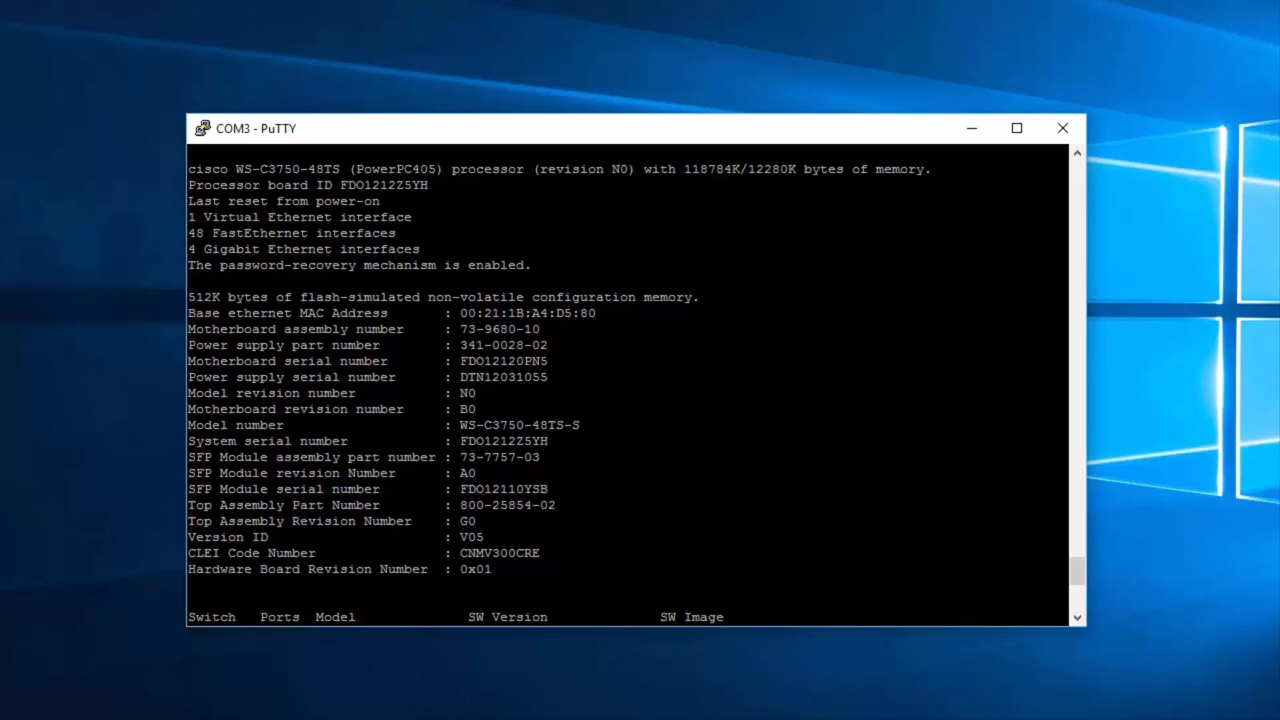 COM3 - PuTTY
cisco WS-C3750-48TS (PowerPC405) processor (revision N0) with 118784K/12280K bytes of memory.
Processor board ID FDO1212Z5YH
Last reset from power-on
1 Virtual Ethernet interface
48 FastEthernet interfaces
4 Gigabit Ethernet interfaces
The password-recovery mechanism is enabled.
512K bytes of flash-simulated non-volatile configuration memory.
Base ethernet MAC Address : 00:21:1B:A4:D5:80
Motherboard assembly number : 73-9680-10
Power supply part number : 341-0028-02
Motherboard serial number : FDO12120PN5
Power supply serial number : DTN12031055
Model revision number : N0
Motherboard revision number : B0
Model number : WS-C3750-48TS-S
System serial number : FDO1212Z5YH
SFP Module assembly part number : 73-7757-03
SFP Module revision Number : A0
SFP Module serial number : FDO12110YSB
Top Assembly Part Number : 800-25854-02
Top Assembly Revision Number : G0
Version ID : V05
CLEI Code Number : CNMV300CRE
Hardware Board Revision Number : 0x01
Switch Ports Model SW Version SW Image